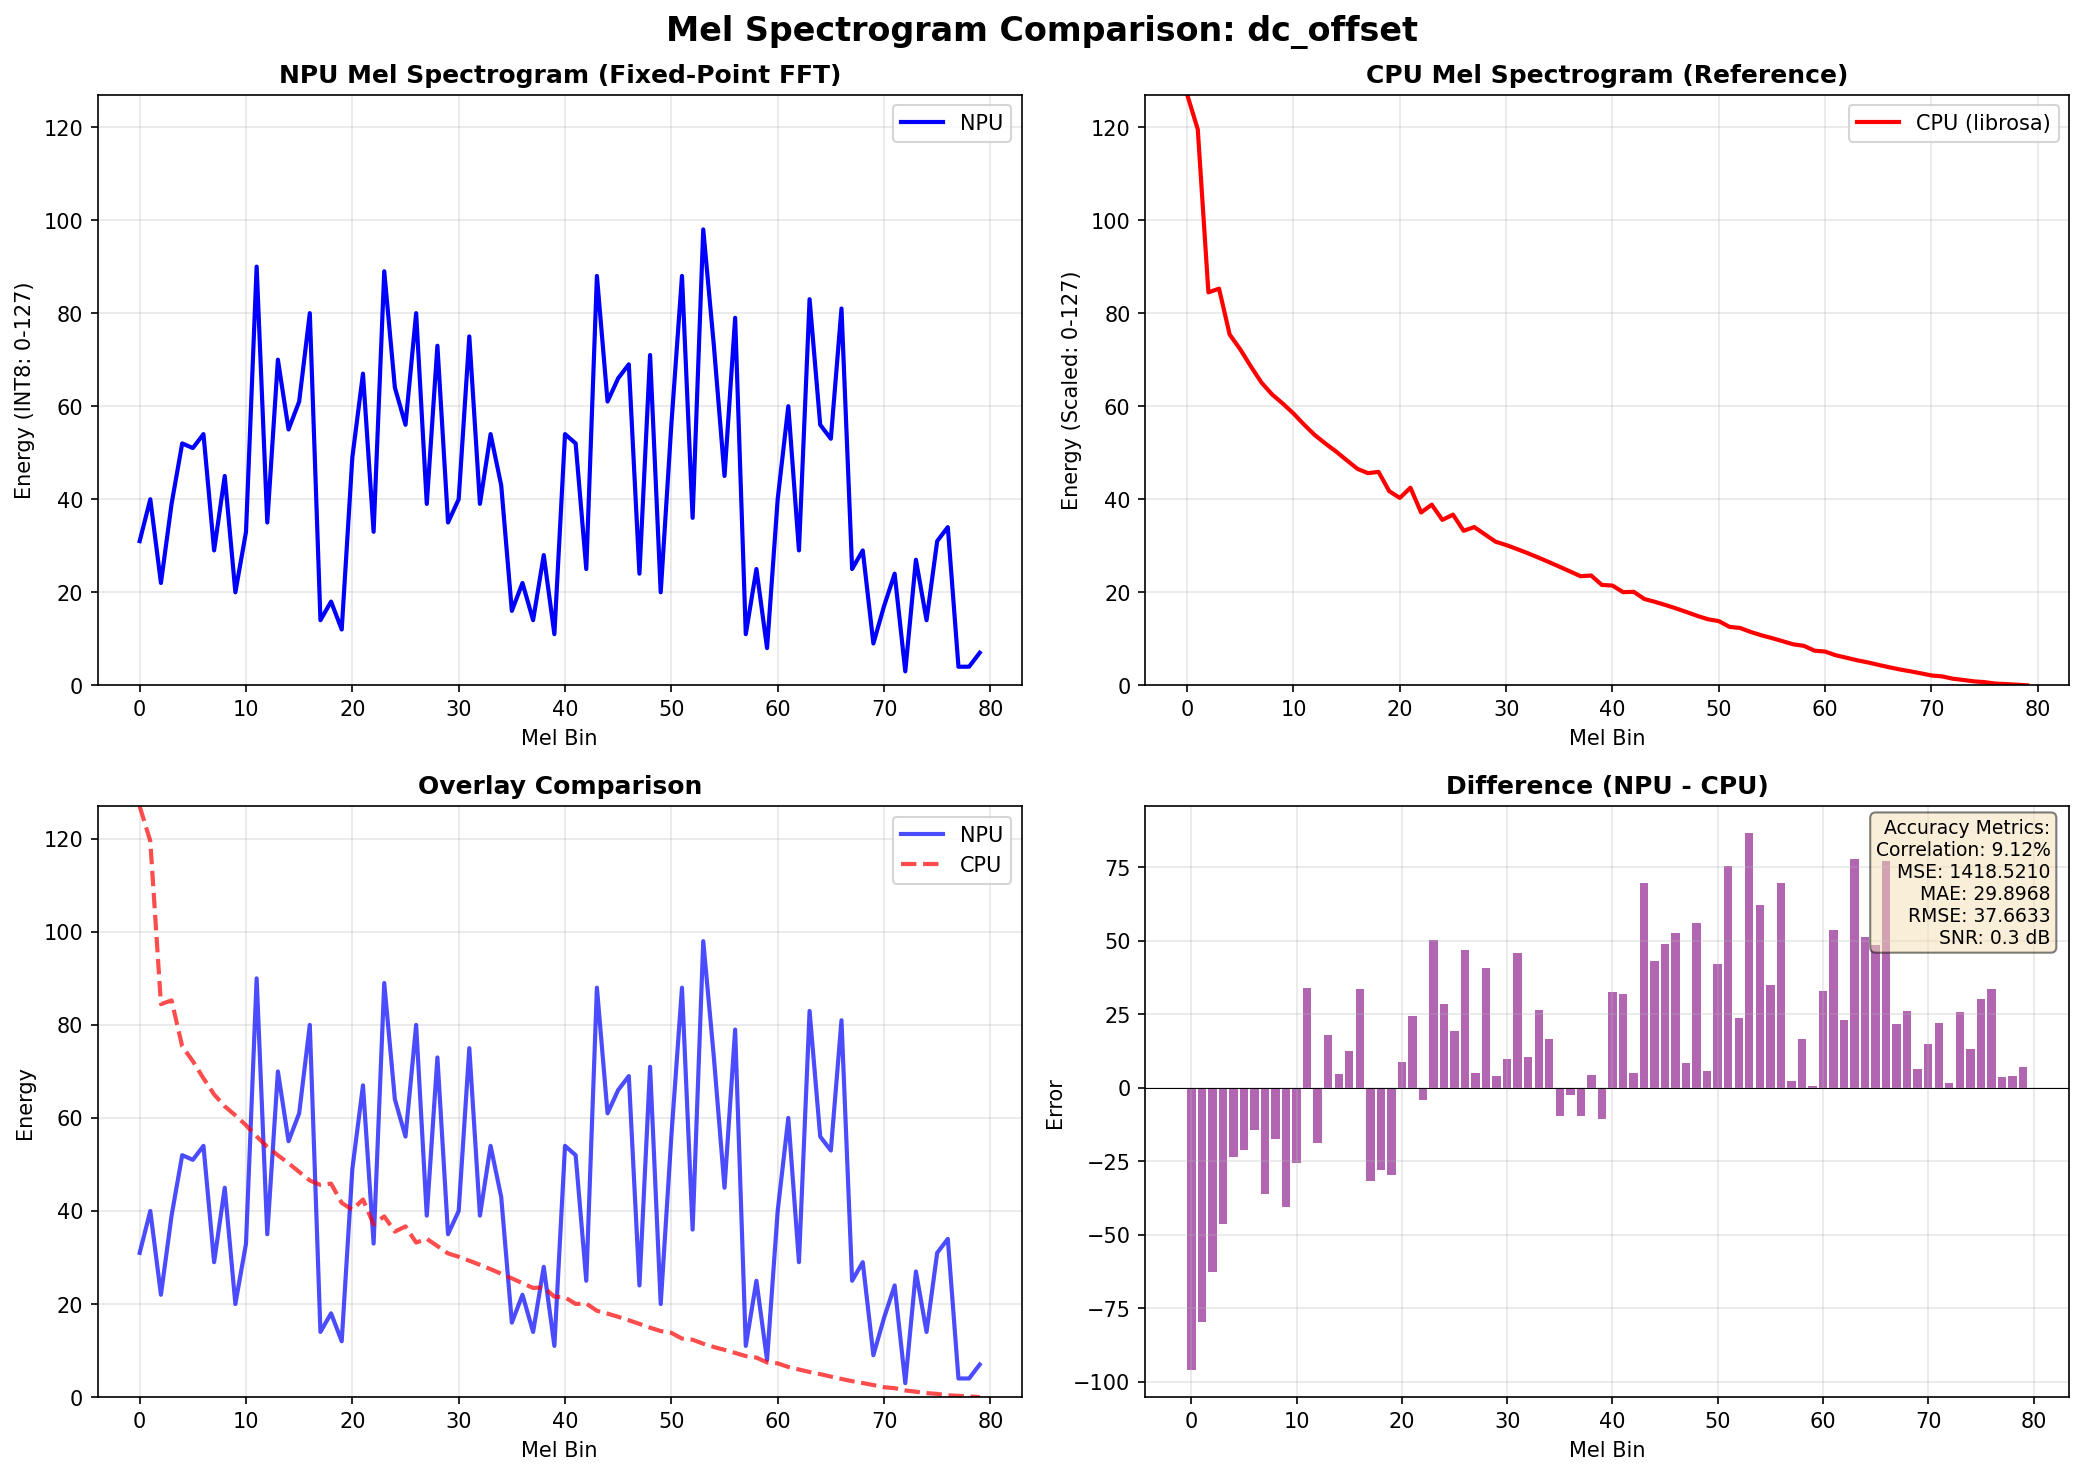 Mel Spectrogram Comparison: dc_offset
NPU Mel Spectrogram (Fixed-Point FFT)
Energy (INT8: 0-127)
120
100
80
60
40
20
0
0 10 20 30 40 50 60 70 80
Mel Bin
NPU
CPU Mel Spectrogram (Reference)
Energy (Scaled: 0-127)
120
100
80
60
40
20
0
0 10 20 30 40 50 60 70 80
Mel Bin
CPU (librosa)
Overlay Comparison
Energy
120
100
80
60
40
20
0
0 10 20 30 40 50 60 70 80
Mel Bin
NPU
CPU
Difference (NPU - CPU)
Error
75
50
25
0
−25
−50
−75
−100
0 10 20 30 40 50 60 70 80
Mel Bin
Accuracy Metrics:
Correlation: 9.12%
MSE: 1418.5210
MAE: 29.8968
RMSE: 37.6633
SNR: 0.3 dB